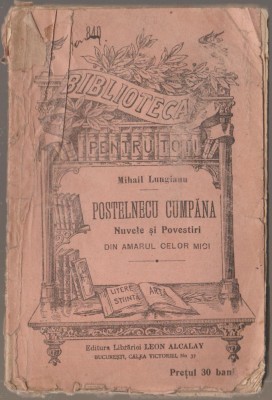 840
BIBLIOTECA
PENTRU TOȚI
Mihail Lungianu
POSTELNECU CUMPĂNA
Nuvele și Povestiri
DIN AMARUL CELOR MICI
LITERE
ȘTIINȚĂ
ARTĂ
Editura Librăriei LEON ALCALAY
BUCUREȘTI, CALEA VICTORIEI, No. 37
Prețul 30 bani